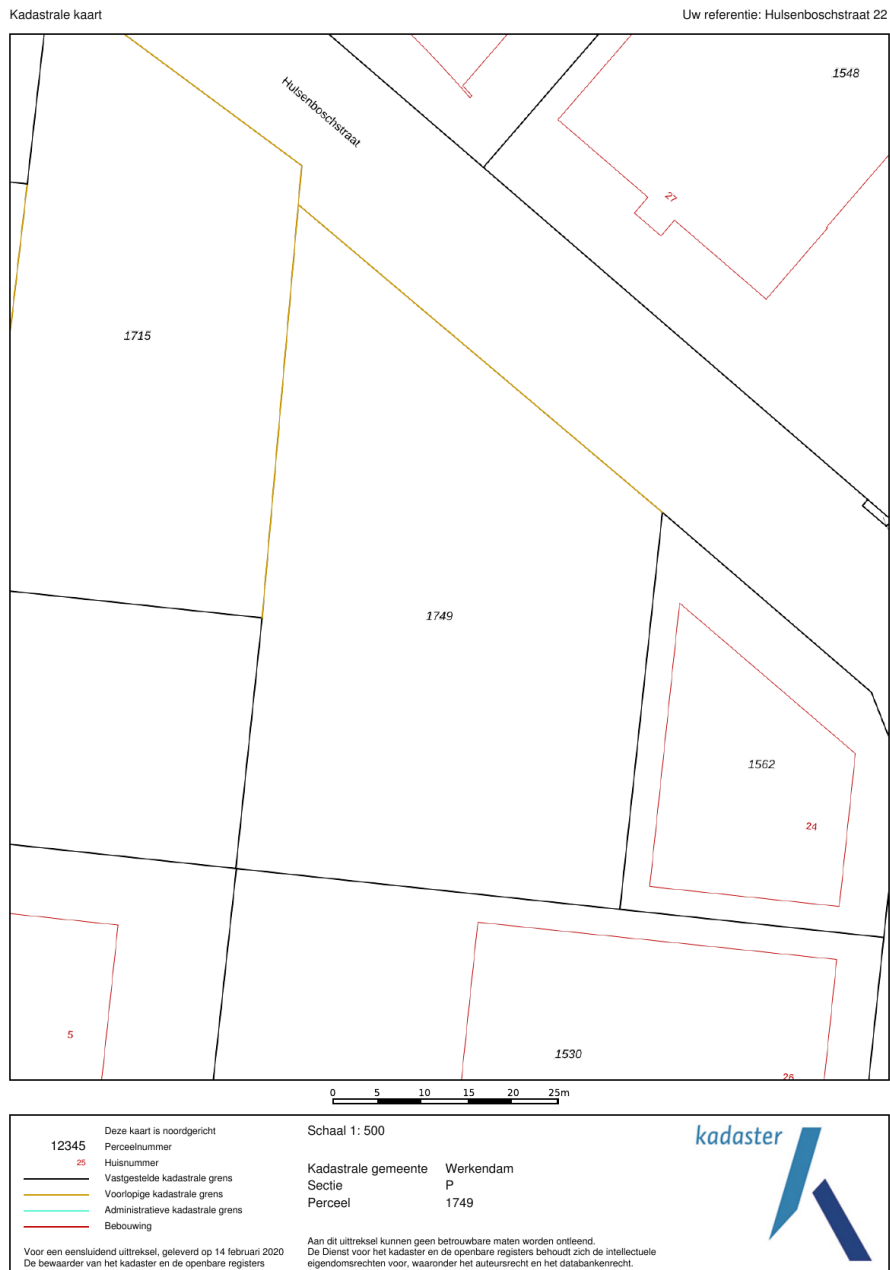 Kadastrale kaart
Uw referentie: Hulsenboschstraat 22
1548
Hulsenboschstraat
27
1715
1749
1562
24
5
1530
26
0 5 10 15 20 25m
Deze kaart is noordgericht
12345 Perceelnummer
25 Huisnummer
Vastgestelde kadastrale grens
Voorlopige kadastrale grens
Administratieve kadastrale grens
Bebouwing
Voor een eensluidend uittreksel, geleverd op 14 februari 2020
De bewaarder van het kadaster en de openbare registers
Schaal 1: 500
Kadastrale gemeente Werkendam
Sectie P
Perceel 1749
Aan dit uittreksel kunnen geen betrouwbare maten worden ontleend.
De Dienst voor het kadaster en de openbare registers behoudt zich de intellectuele
eigendomsrechten voor, waaronder het auteursrecht en het databankenrecht.
kadaster